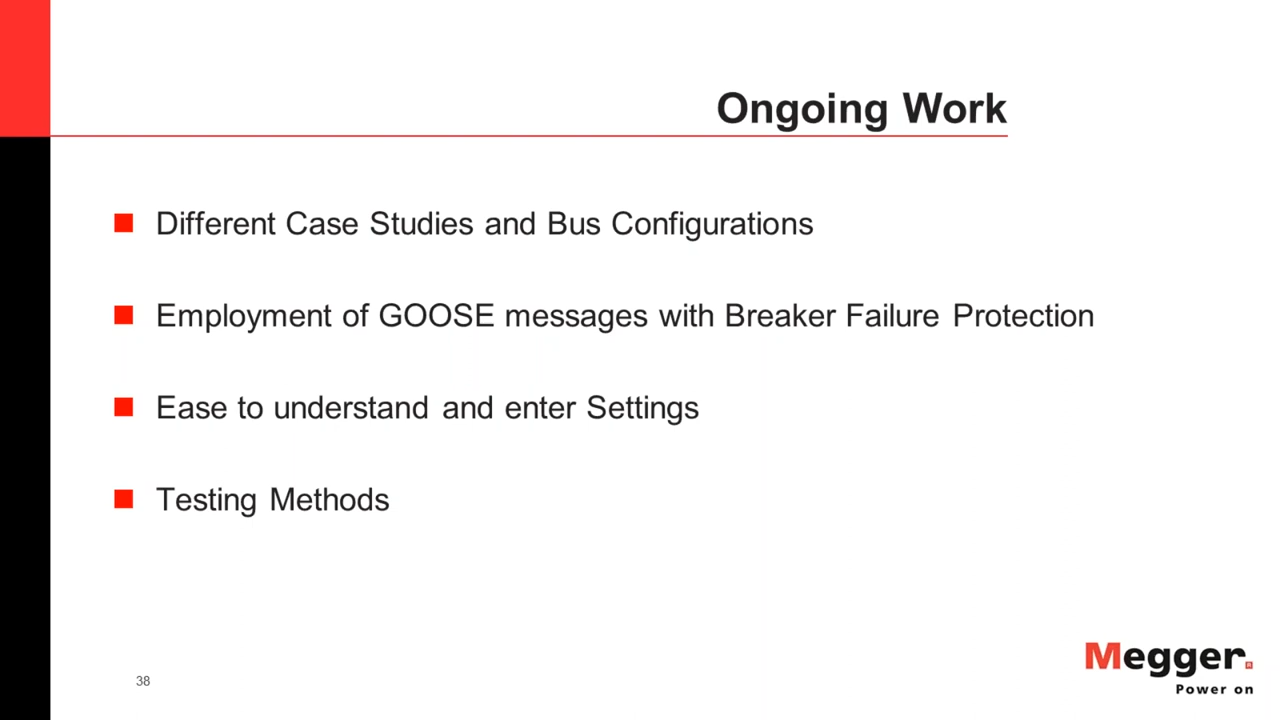 Ongoing Work
Different Case Studies and Bus Configurations
Employment of GOOSE messages with Breaker Failure Protection
Ease to understand and enter Settings
Testing Methods
Megger
Power on
38